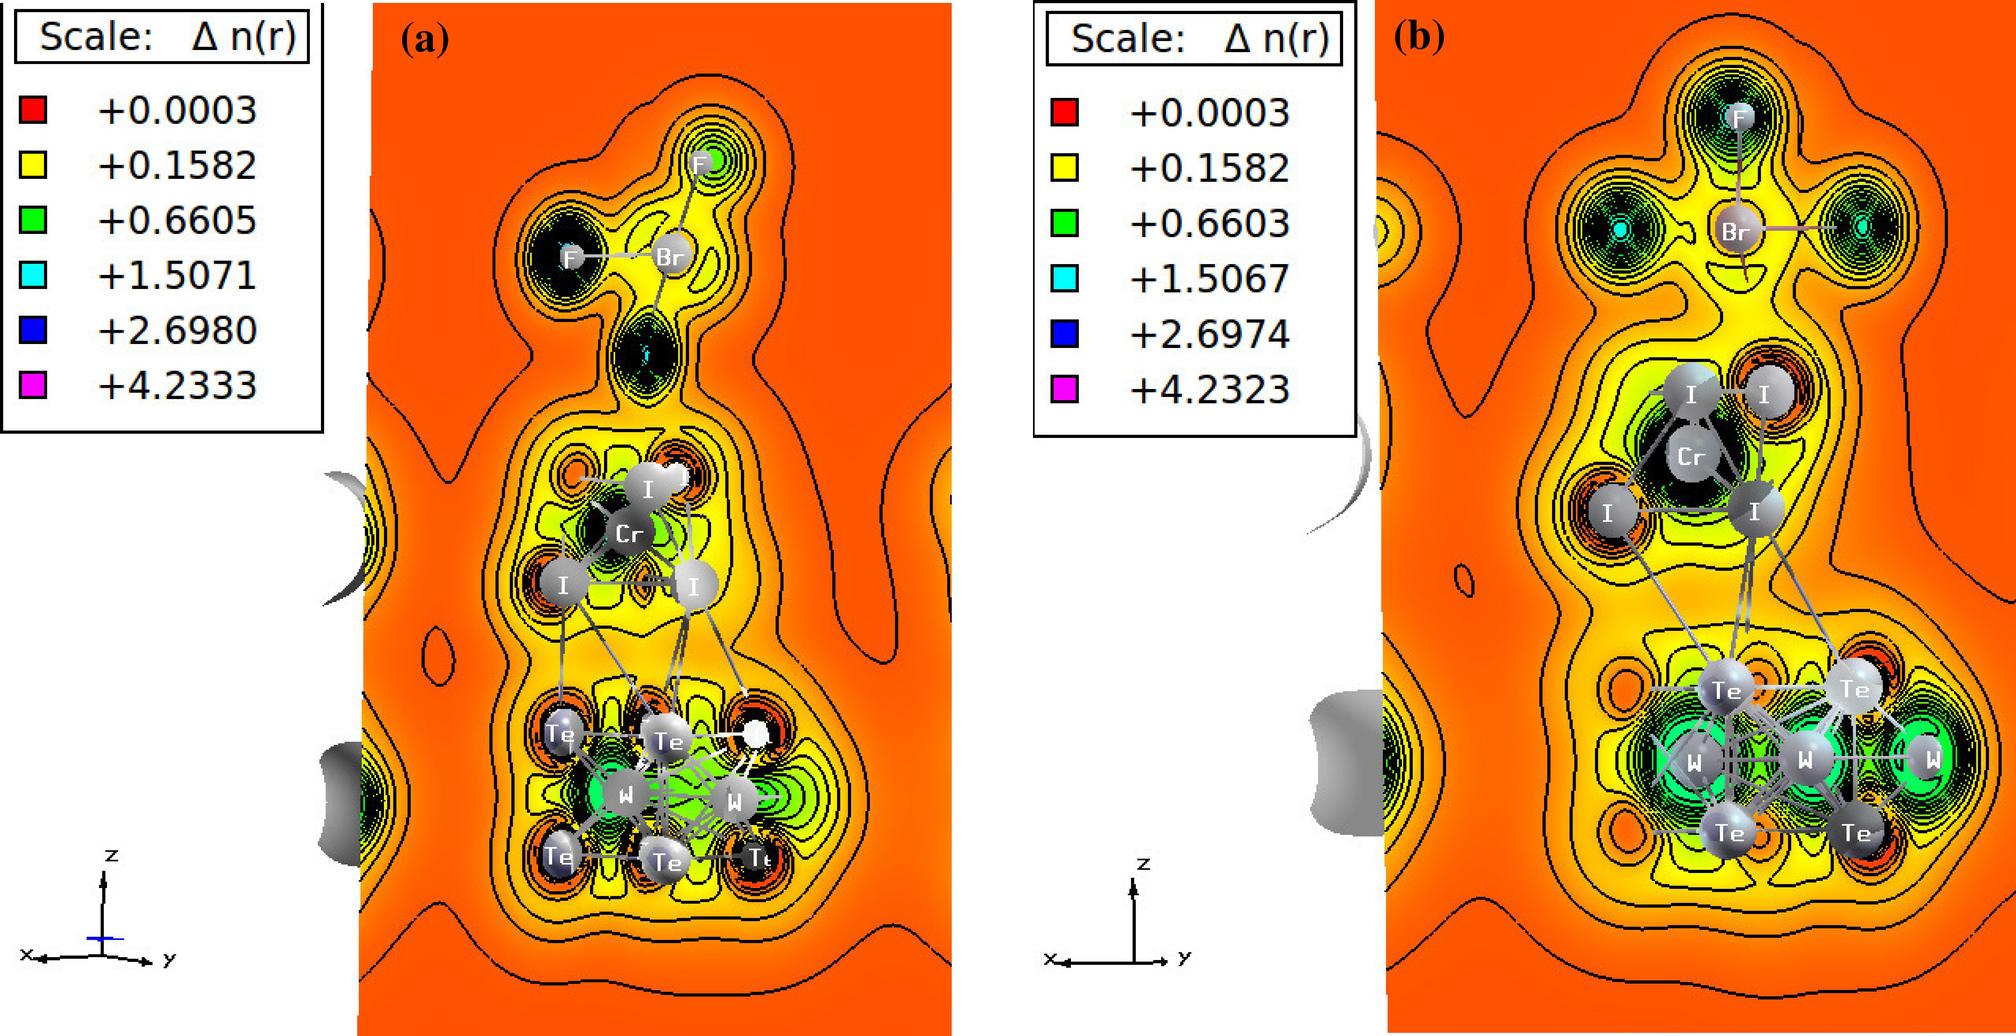 Scale: Δ n(r)
+0.0003
+0.1582
+0.6605
+1.5071
+2.6980
+4.2333
(a)
F
F
Br
I
Cr
I
I
Te
Te
W
W
Te
Te
z
x
y
Scale: Δ n(r)
+0.0003
+0.1582
+0.6603
+1.5067
+2.6974
+4.2323
(b)
F
Br
I
I
Cr
I
I
Te
Te
W
W
W
Te
Te
z
x
y